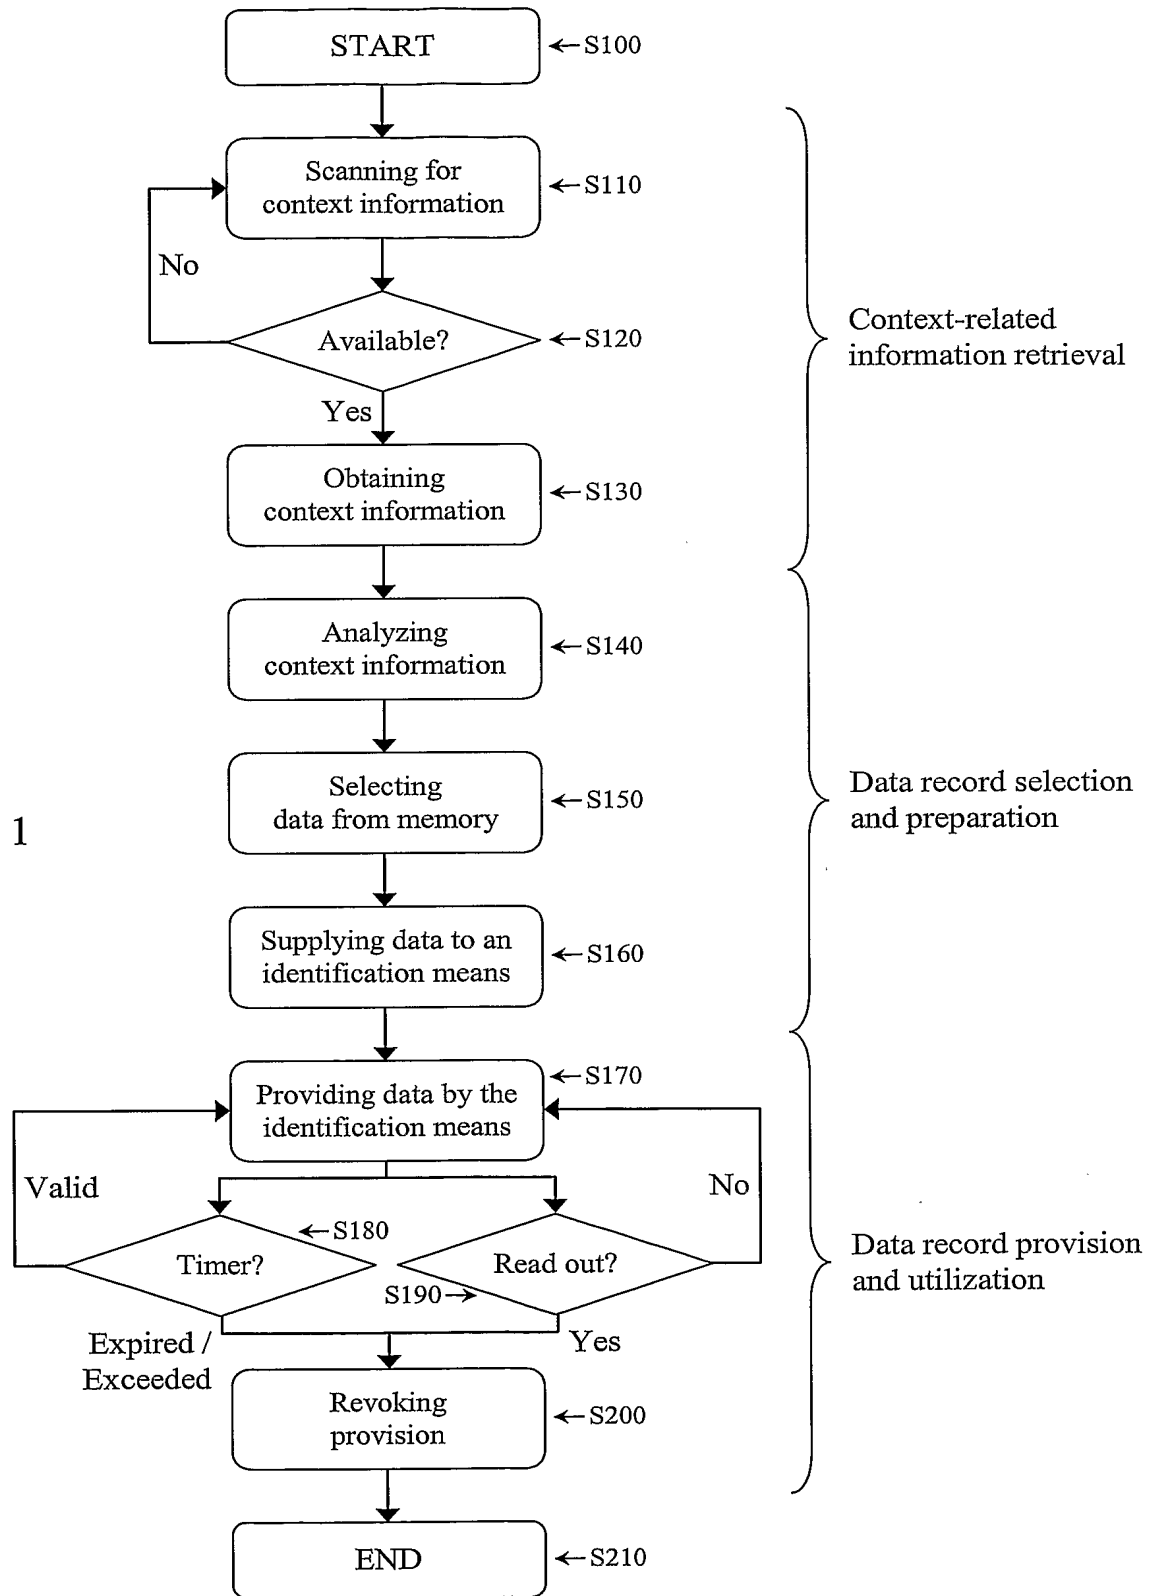 START
←S100
Scanning for
context information
←S110
No
Available?
←S120
Context-related
information retrieval
Yes
Obtaining
context information
←S130
Analyzing
context information
←S140
Selecting
data from memory
←S150
Data record selection
and preparation
1
Supplying data to an
identification means
←S160
Providing data by the
identification means
←S170
Valid
No
Timer?
←S180
Read out?
S190→
Data record provision
and utilization
Expired /
Exceeded
Yes
Revoking
provision
←S200
END
←S210